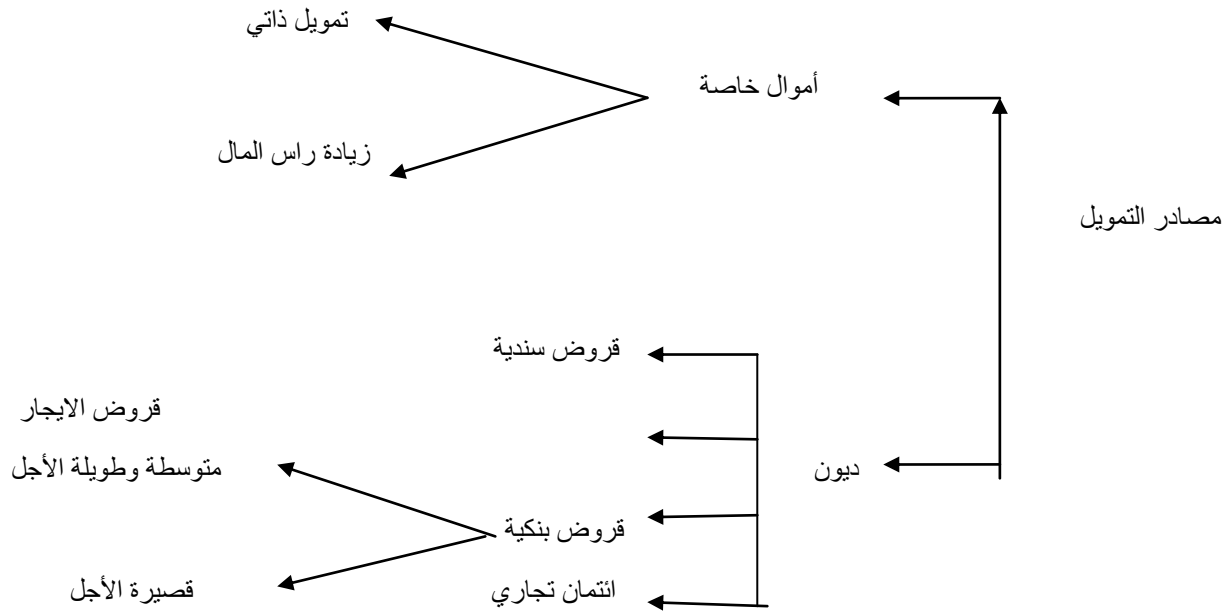 مصادر التمويل
أموال خاصة
تمويل ذاتي
زيادة راس المال
ديون
قروض سندية
قروض الايجار
قروض بنكية
متوسطة وطويلة الأجل
قصيرة الأجل
ائتمان تجاري